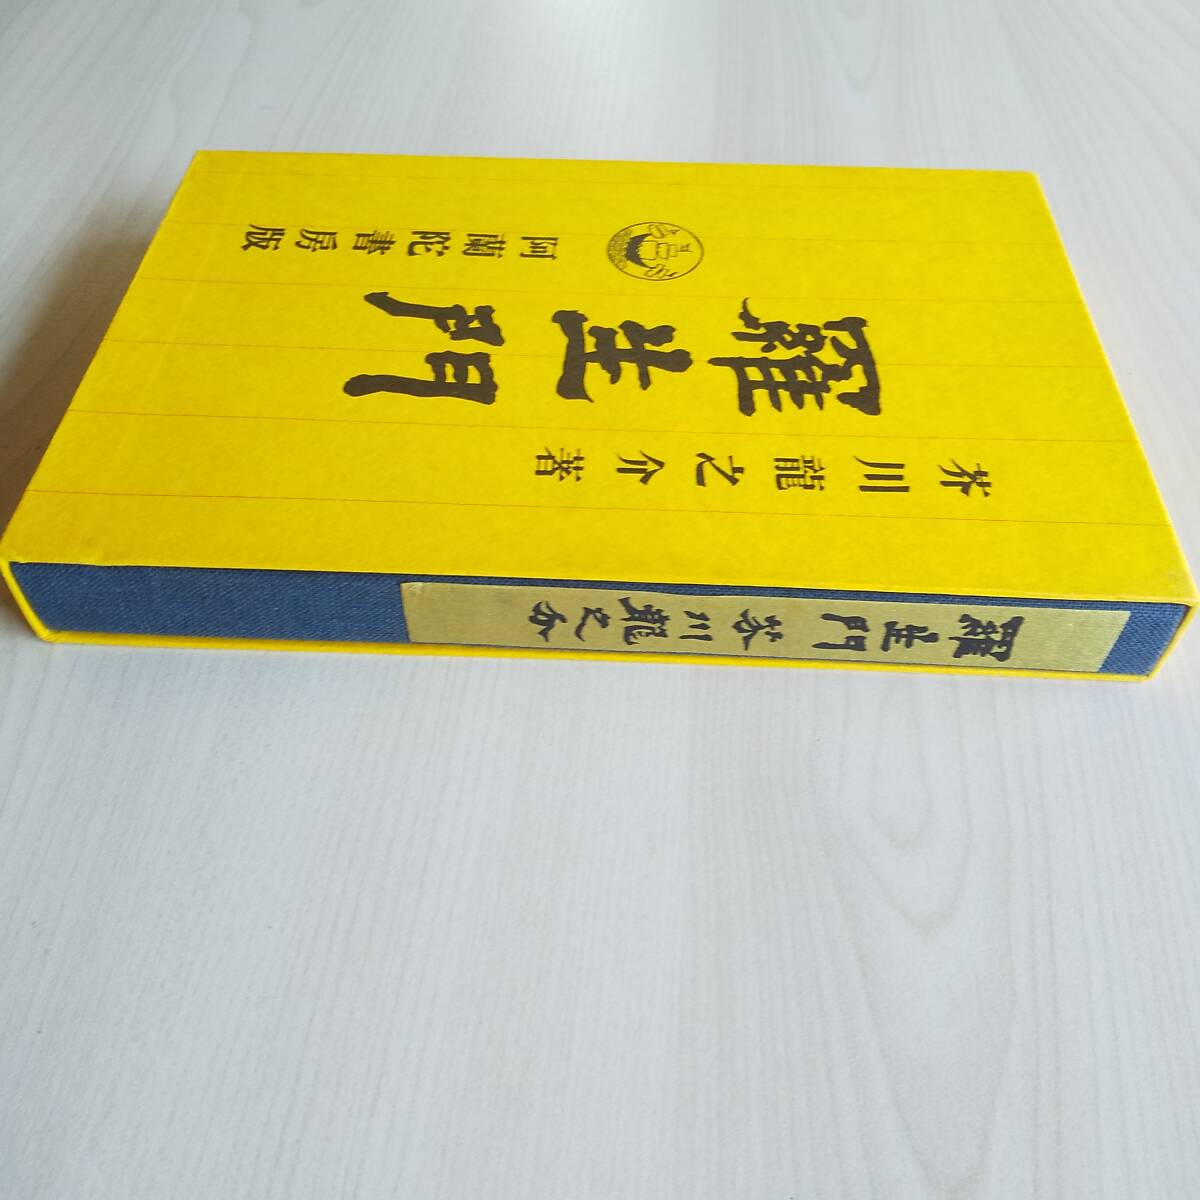 芥川龍之介著
羅生門
阿蘭陀書房版
羅生門 芥川龍之介